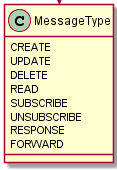 C MessageType
CREATE
UPDATE
DELETE
READ
SUBSCRIBE
UNSUBSCRIBE
RESPONSE
FORWARD